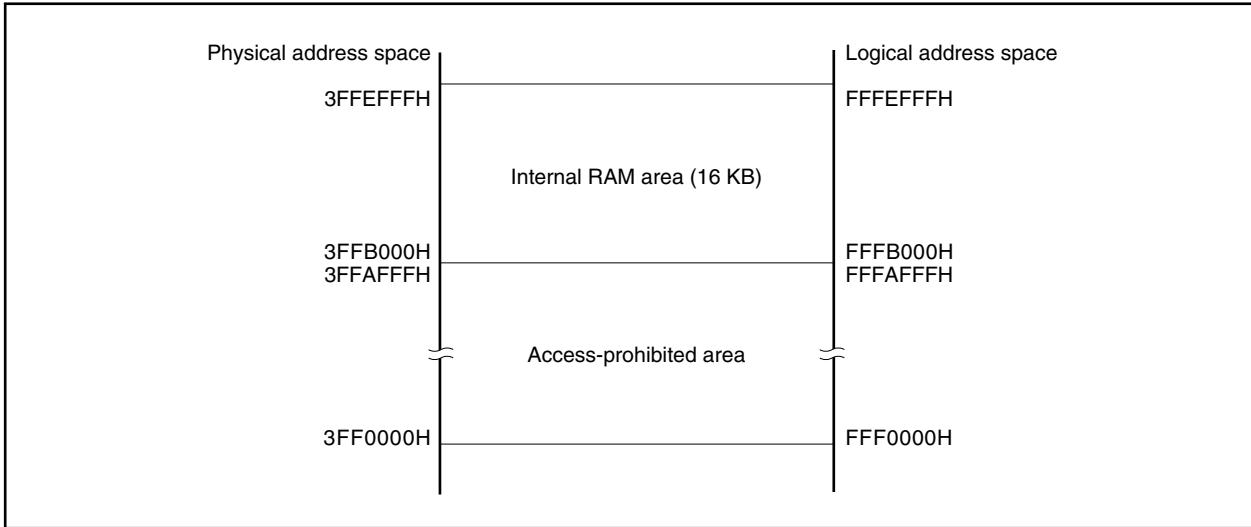 Physical address space Logical address space
3FFEFFFH FFFEFFFH
Internal RAM area (16 KB)
3FFB000H FFFB000H
3FFAFFFH FFFAFFFH
Access-prohibited area
3FF0000H FFF0000H